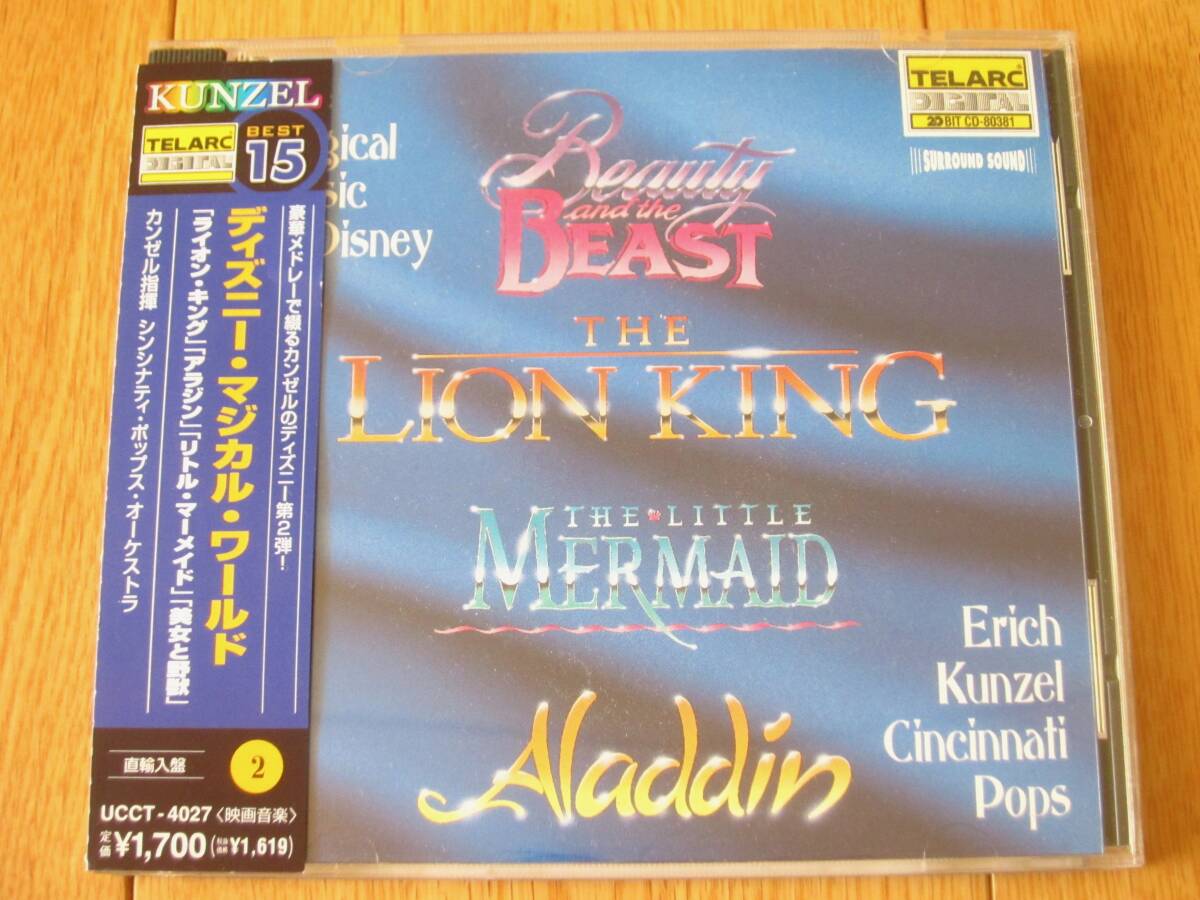 KUNZEL
TELARC
DIGITAL
BEST
15
豪華メドレーで綴るカンゼルのディズニー第2弾!
ディズニー・マジカル・ワールド
「ライオン・キング」「アラジン」「リトル・マーメイド」「美女と野獣」
カンゼル指揮 シンシナティ・ポップス・オーケストラ
直輸入盤
2
UCCT-4027〈映画音楽〉
定価¥1,700(税抜価格¥1,619)
gical
sic
Disney
Beauty
and the
BEAST
THE
LION KING
THE LITTLE
MERMAID
Aladdin
TELARC®
DIGITAL
20 BIT CD-80381
SURROUND SOUND
Erich
Kunzel
Cincinnati
Pops